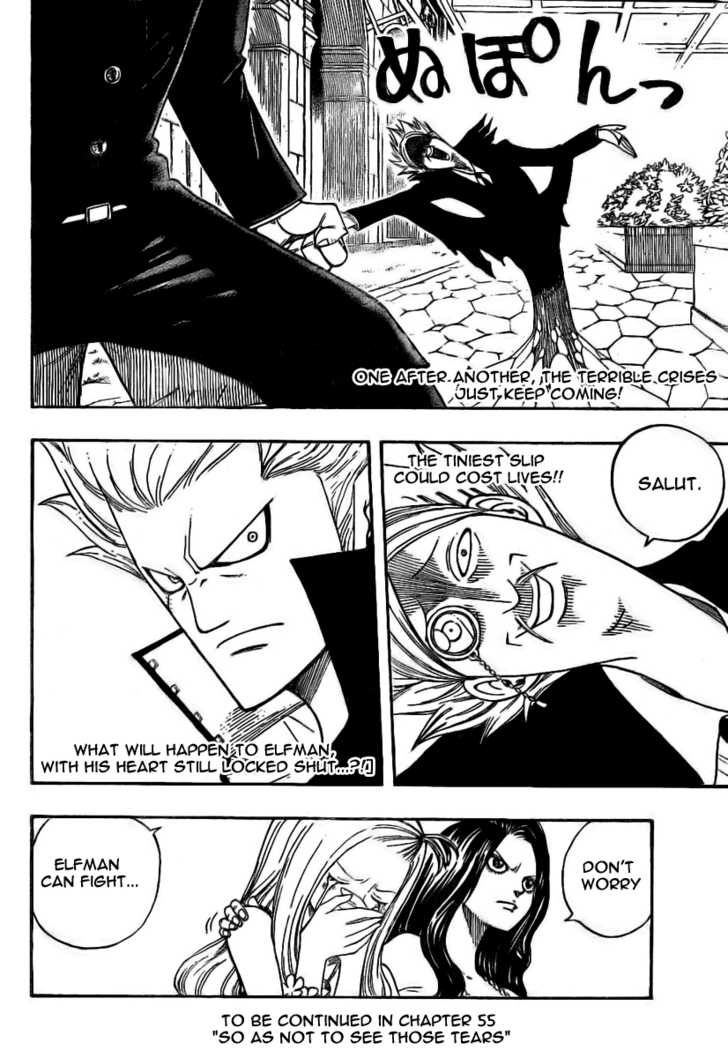 ぬぽんっ
ONE AFTER ANOTHER, THE TERRIBLE CRISES
JUST KEEP COMING!
THE TINIEST SLIP
COULD COST LIVES!!
SALUT.
WHAT WILL HAPPEN TO ELFMAN,
WITH HIS HEART STILL LOCKED SHUT...?!]
DON'T
WORRY
ELFMAN
CAN FIGHT...
TO BE CONTINUED IN CHAPTER 55
"SO AS NOT TO SEE THOSE TEARS"